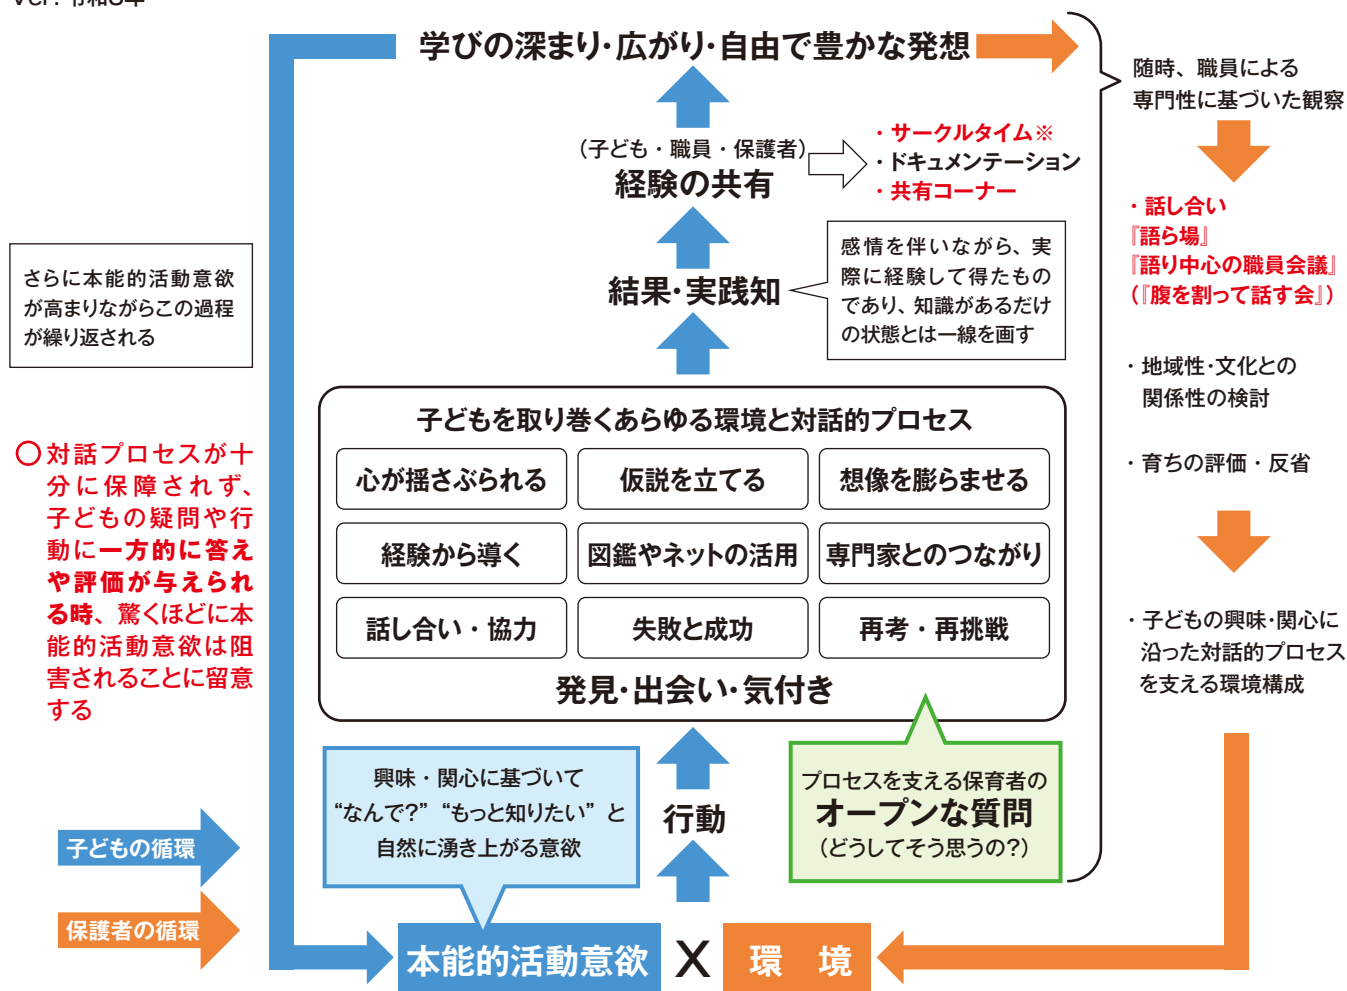 学びの深まり・広がり・自由で豊かな発想
随時、職員による
専門性に基づいた観察
(子ども・職員・保護者)
経験の共有
・サークルタイム※
・ドキュメンテーション
・共有コーナー
・話し合い
『語ら場』
『語り中心の職員会議』
(『腹を割って話す会』)
さらに本能的活動意欲
が高まりながらこの過程
が繰り返される
結果・実践知
感情を伴いながら、実
際に経験して得たもの
であり、知識があるだけ
の状態とは一線を画す
・地域性・文化との
関係性の検討
・育ちの評価・反省
子どもを取り巻くあらゆる環境と対話的プロセス
心が揺さぶられる
仮説を立てる
想像を膨らませる
経験から導く
図鑑やネットの活用
専門家とのつながり
話し合い・協力
失敗と成功
再考・再挑戦
発見・出会い・気付き
〇対話プロセスが十
分に保障されず、
子どもの疑問や行
動に一方的に答え
や評価が与えられ
る時、驚くほどに本
能的活動意欲は阻
害されることに留意
する
・子どもの興味・関心に
沿った対話的プロセス
を支える環境構成
興味・関心に基づいて
“なんで?”“もっと知りたい”と
自然に湧き上がる意欲
行動
プロセスを支える保育者の
オープンな質問
(どうしてそう思うの?)
子どもの循環
保護者の循環
本能的活動意欲 X 環 境